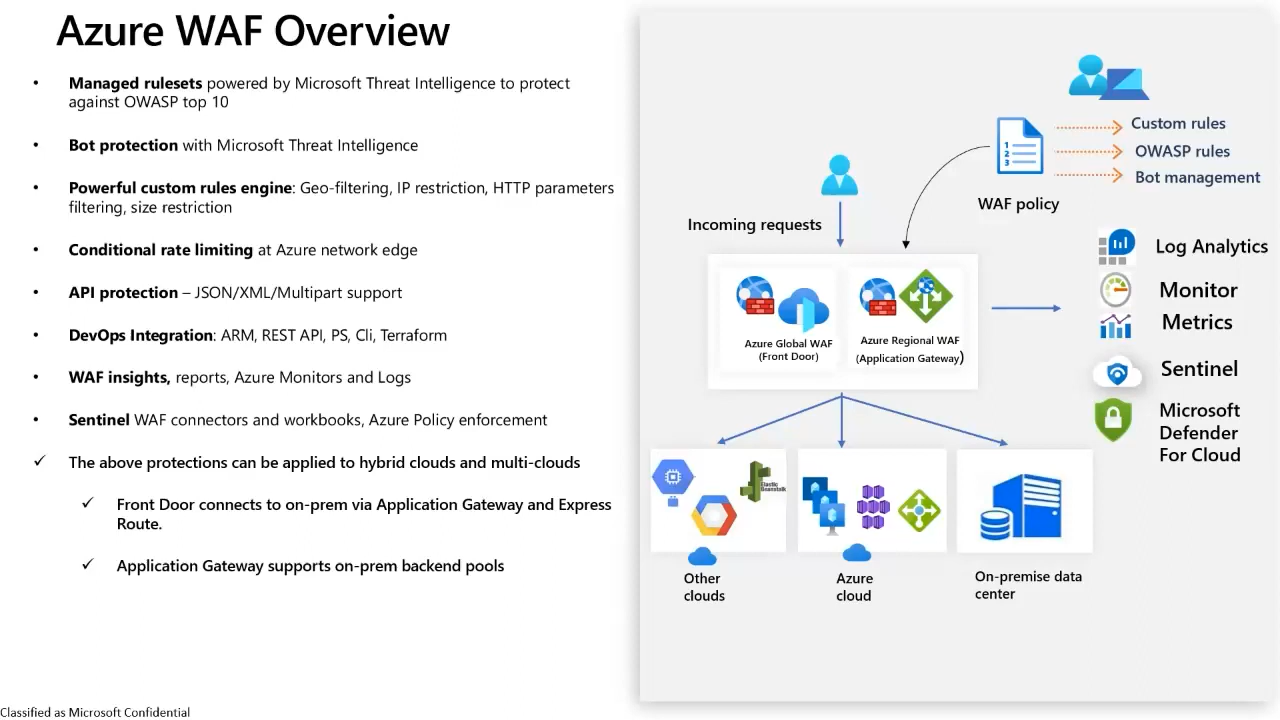 Azure WAF Overview
• Managed rulesets powered by Microsoft Threat Intelligence to protect
against OWASP top 10
• Bot protection with Microsoft Threat Intelligence
• Powerful custom rules engine: Geo-filtering, IP restriction, HTTP parameters
filtering, size restriction
• Conditional rate limiting at Azure network edge
• API protection – JSON/XML/Multipart support
• DevOps Integration: ARM, REST API, PS, Cli, Terraform
• WAF insights, reports, Azure Monitors and Logs
• Sentinel WAF connectors and workbooks, Azure Policy enforcement
✓ The above protections can be applied to hybrid clouds and multi-clouds
✓ Front Door connects to on-prem via Application Gateway and Express
Route.
✓ Application Gateway supports on-prem backend pools
Classified as Microsoft Confidential
1
2
3
Custom rules
OWASP rules
Bot management
WAF policy
Incoming requests
Azure Global WAF
(Front Door)
Azure Regional WAF
(Application Gateway)
Log Analytics
Monitor
Metrics
Sentinel
Microsoft
Defender
For Cloud
Elastic
Beanstalk
Other
clouds
Azure
cloud
On-premise data
center